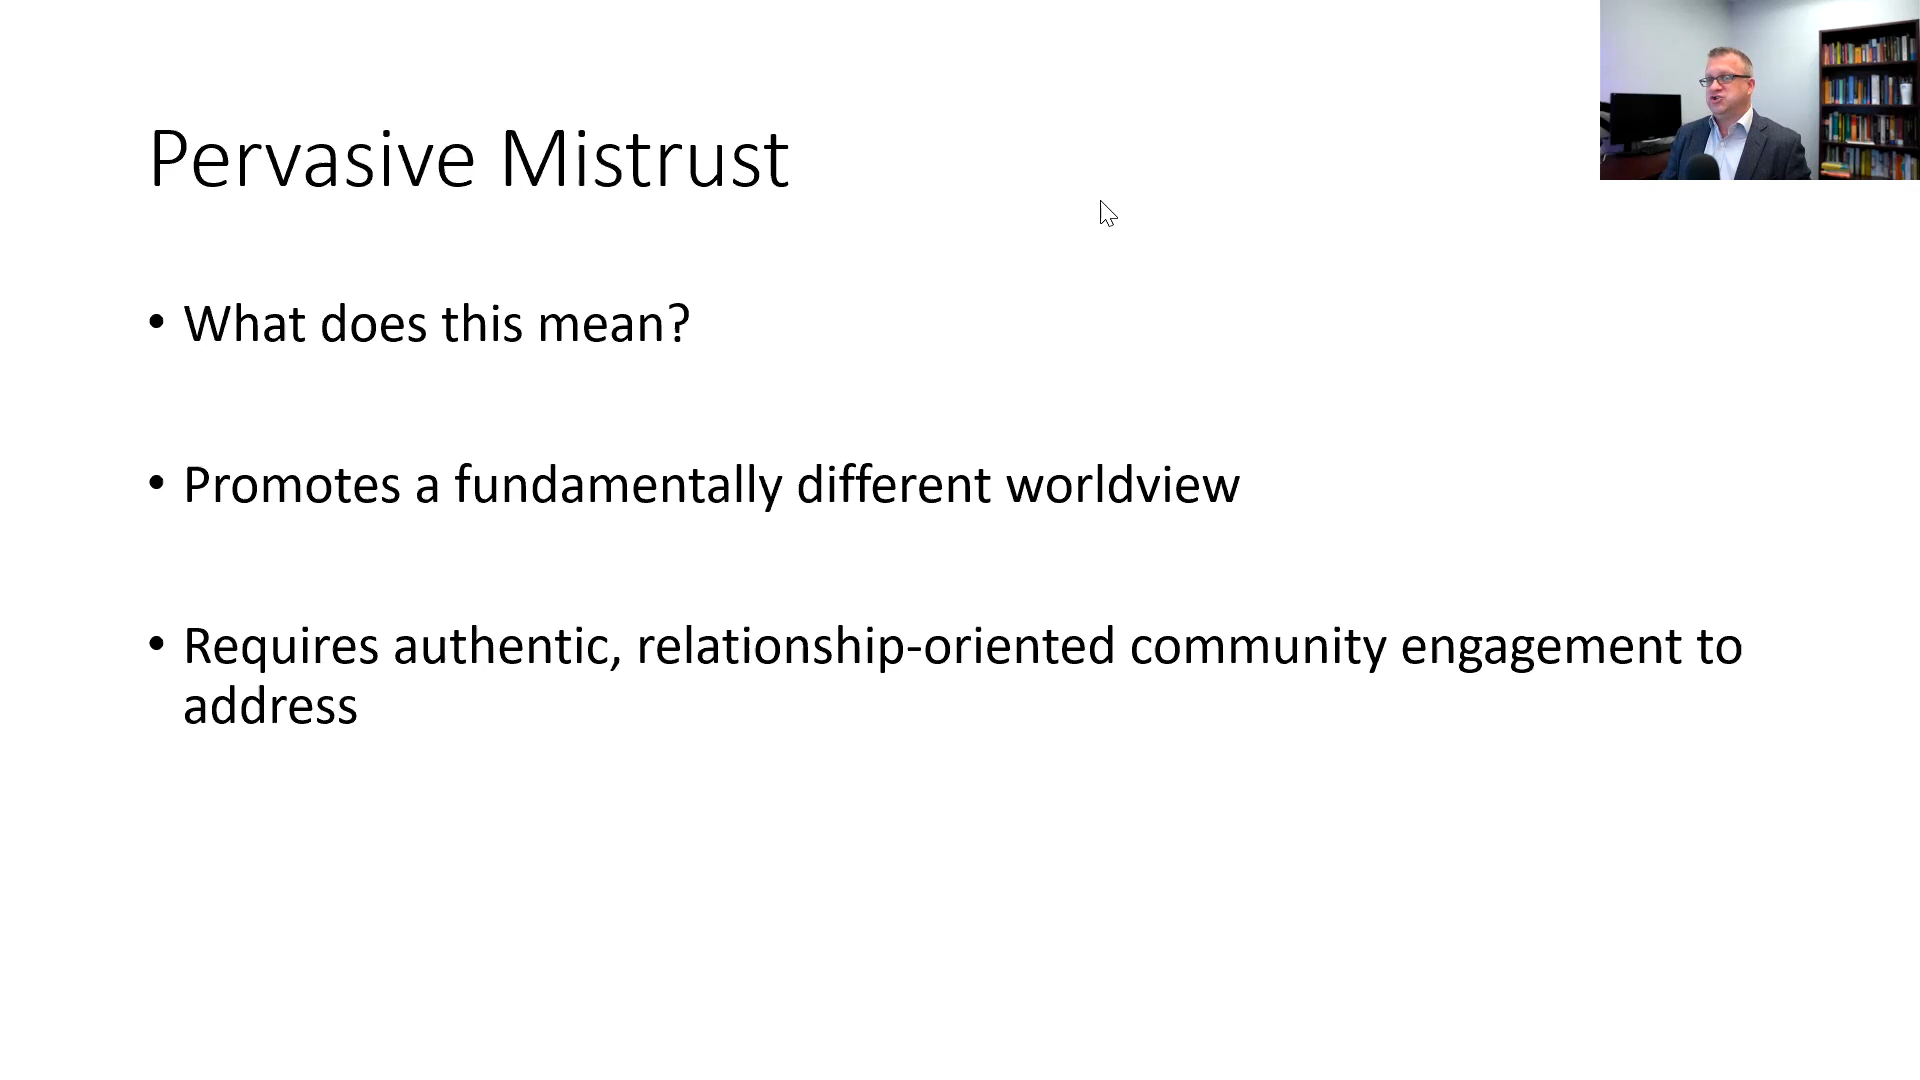 Pervasive Mistrust
• What does this mean?
• Promotes a fundamentally different worldview
• Requires authentic, relationship-oriented community engagement to
address